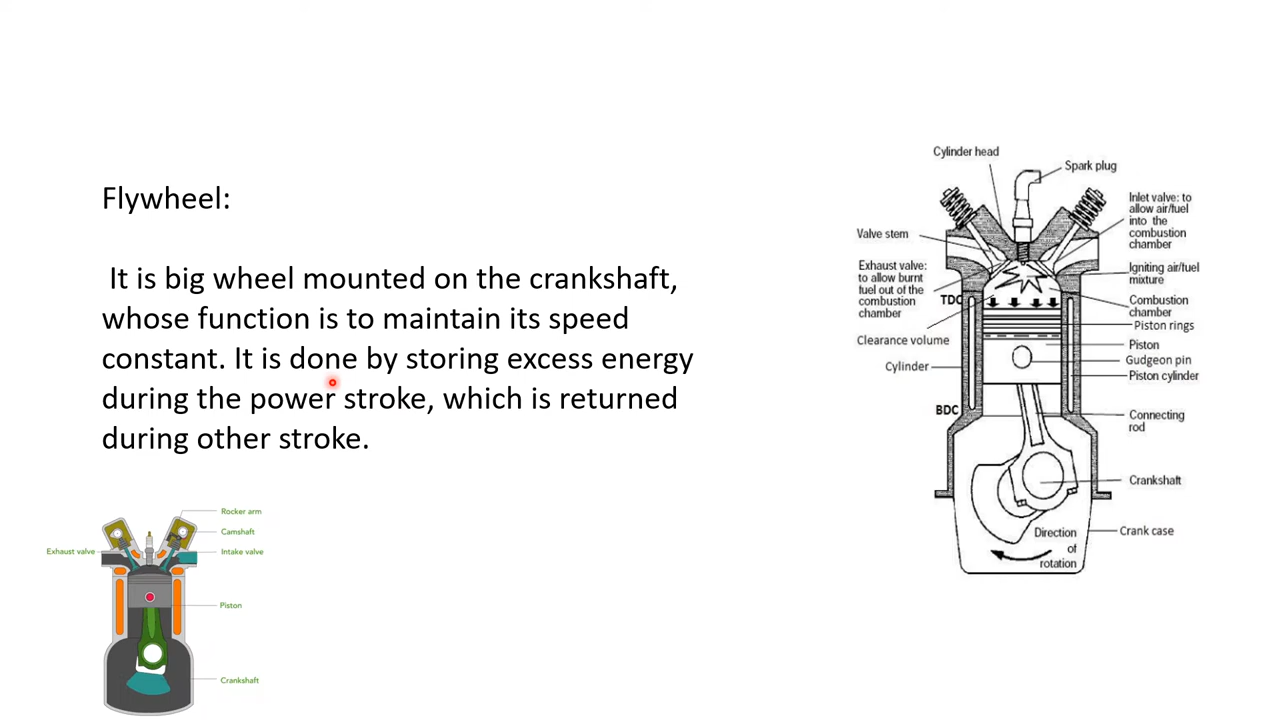 Flywheel:
It is big wheel mounted on the crankshaft,
whose function is to maintain its speed
constant. It is done by storing excess energy
during the power stroke, which is returned
during other stroke.
Cylinder head
Spark plug
Valve stem
Exhaust valve:
to allow burnt
fuel out of the
combustion
chamber
TDC
Clearance volume
Cylinder
BDC
Inlet valve: to
allow air/fuel
into the
combustion
chamber
Igniting air/fuel
mixture
Combustion
chamber
Piston rings
Piston
Gudgeon pin
Piston cylinder
Connecting
rod
Crankshaft
Crank case
Direction
of
rotation
Rocker arm
Camshaft
Exhaust valve
Intake valve
Piston
Crankshaft